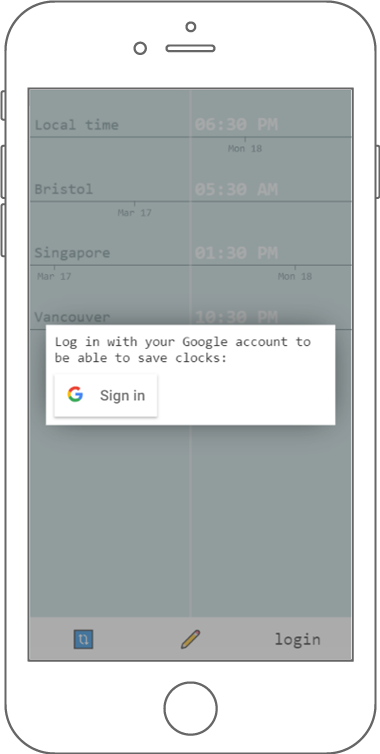 Local time 06:30 PM
Mon 18
Bristol 05:30 AM
Mar 17
Singapore 01:30 PM
Mar 17 Mon 18
Vancouver 10:30 PM
Log in with your Google account to
be able to save clocks:
G Sign in
login